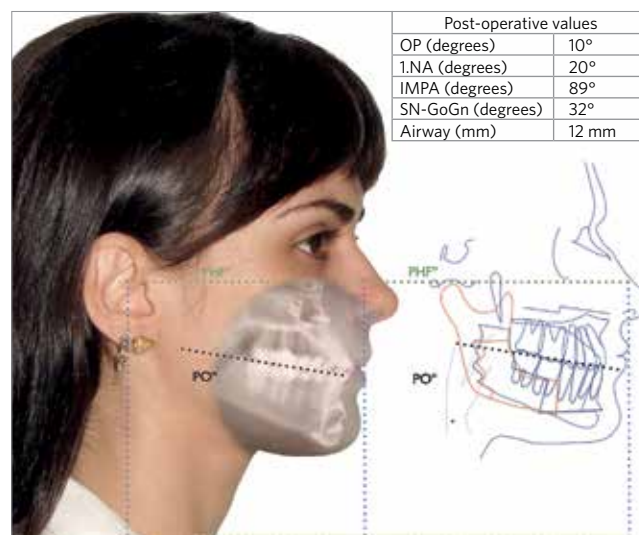 Post-operative values
OP (degrees) 10°
1.NA (degrees) 20°
IMPA (degrees) 89°
SN-GoGn (degrees) 32°
Airway (mm) 12 mm
PHF° PHF°
PO° PO°